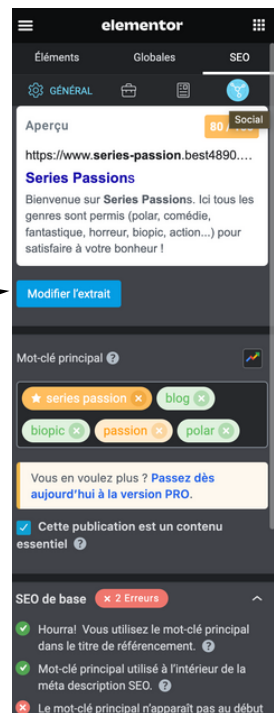 elementor
Éléments Globales SEO
GÉNÉRAL
Aperçu 80 /
Social
https://www.series-passion.best4890....
Series Passions
Bienvenue sur Series Passions. Ici tous les
genres sont permis (polar, comédie,
fantastique, horreur, biopic, action...) pour
satisfaire à votre bonheur !
Modifier l'extrait
Mot-clé principal ?
★ series passion × blog ×
biopic × passion × polar ×
Vous en voulez plus ? Passez dès
aujourd'hui à la version PRO.
Cette publication est un contenu
essentiel ?
SEO de base × 2 Erreurs
Hourra! Vous utilisez le mot-clé principal
dans le titre de référencement. ?
Mot-clé principal utilisé à l'intérieur de la
méta description SEO. ?
Le mot-clé principal n'apparaît pas au début